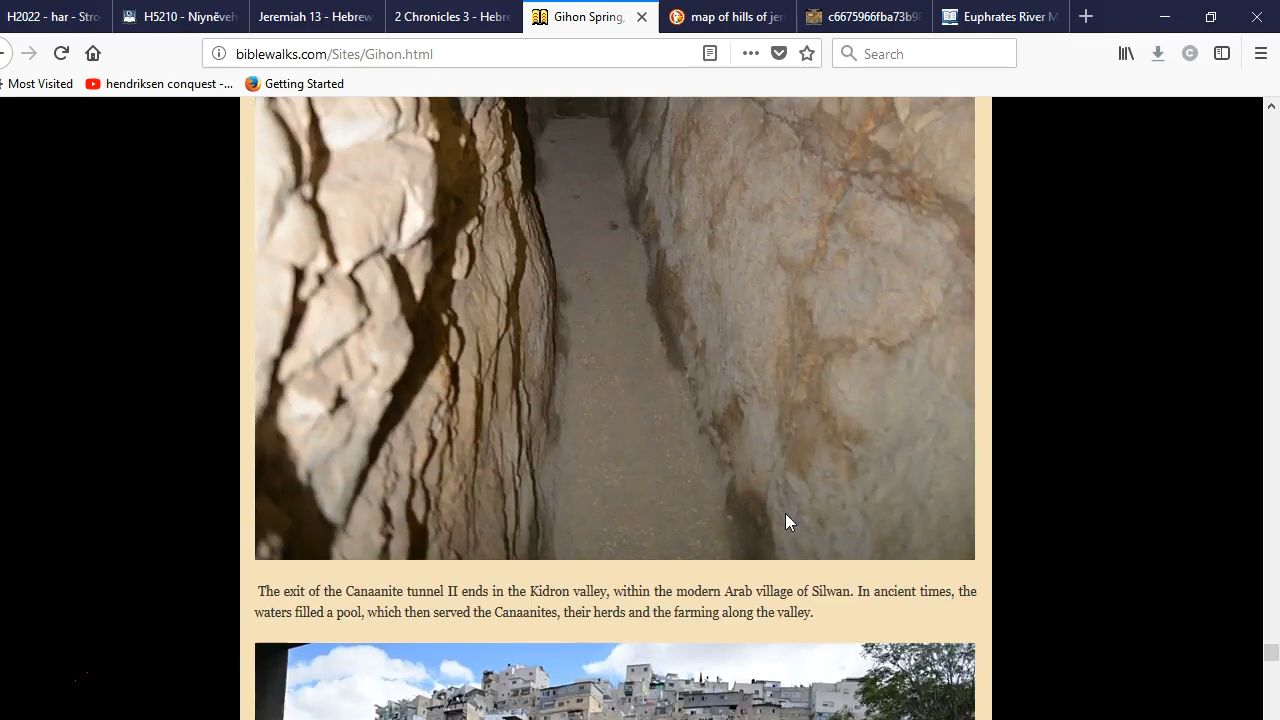 H2022 - har - Stro
H5210 - Niynĕveh
Jeremiah 13 - Hebrew
2 Chronicles 3 - Hebre
Gihon Spring,
map of hills of jer
c6675966fba73b98
Euphrates River M
biblewalks.com/Sites/Gihon.html
Search
Most Visited
hendriksen conquest -...
Getting Started
The exit of the Canaanite tunnel II ends in the Kidron valley, within the modern Arab village of Silwan. In ancient times, the
waters filled a pool, which then served the Canaanites, their herds and the farming along the valley.